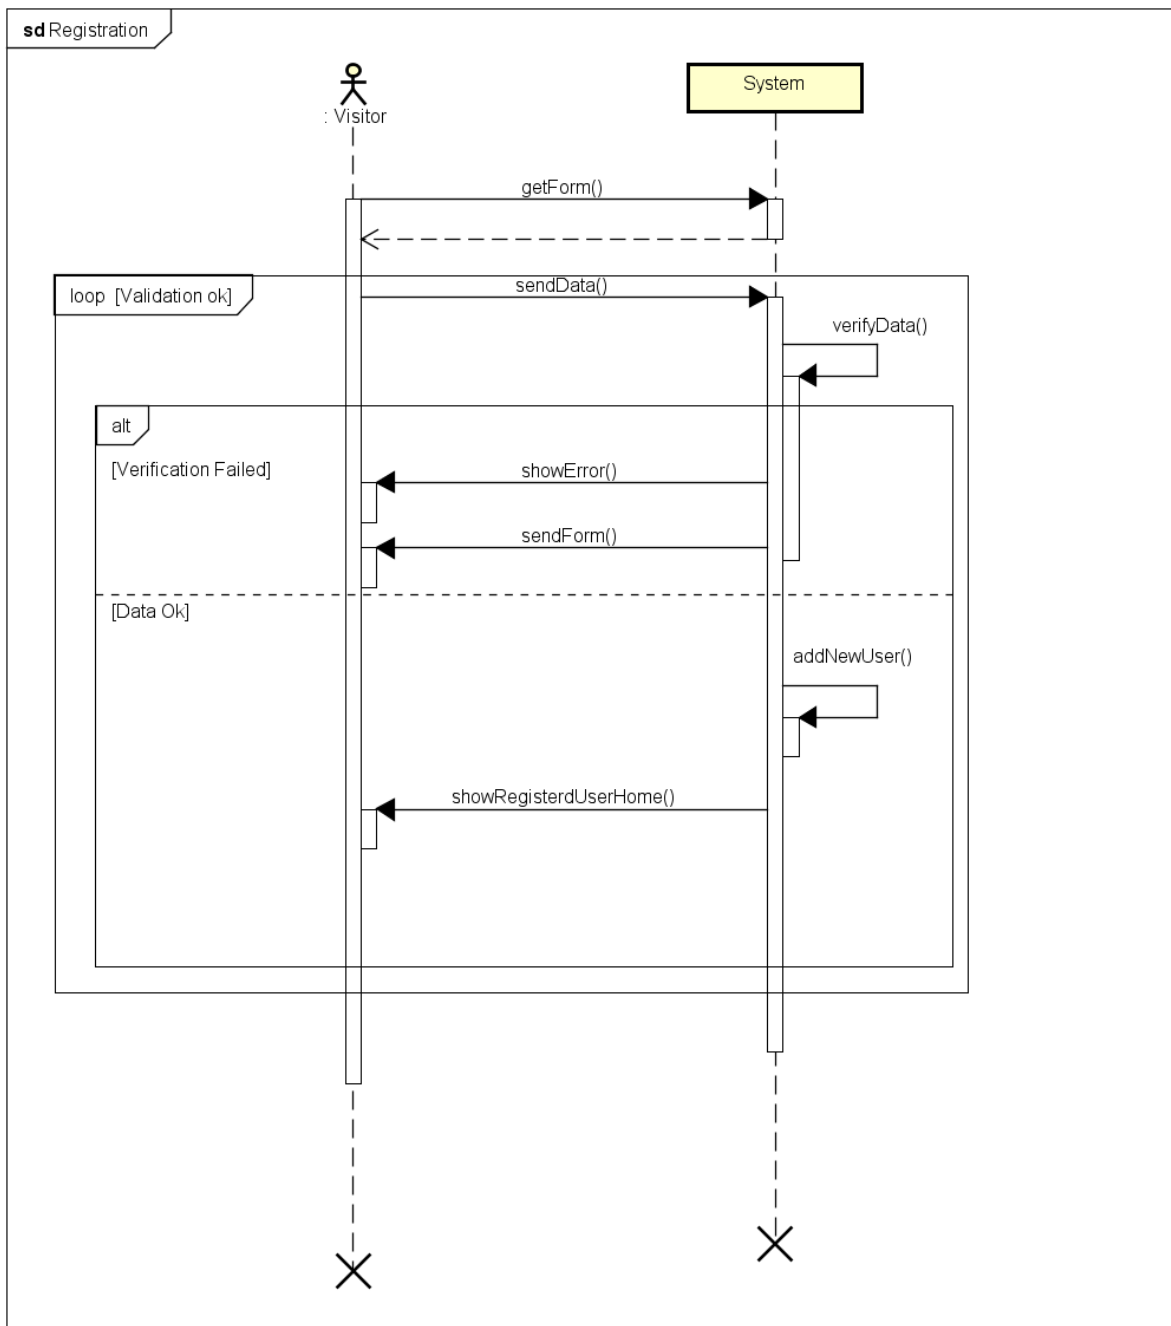 sd Registration
: Visitor
System
getForm()
loop [Validation ok]
sendData()
verifyData()
alt
[Verification Failed]
showError()
sendForm()
[Data Ok]
addNewUser()
showRegisterdUserHome()